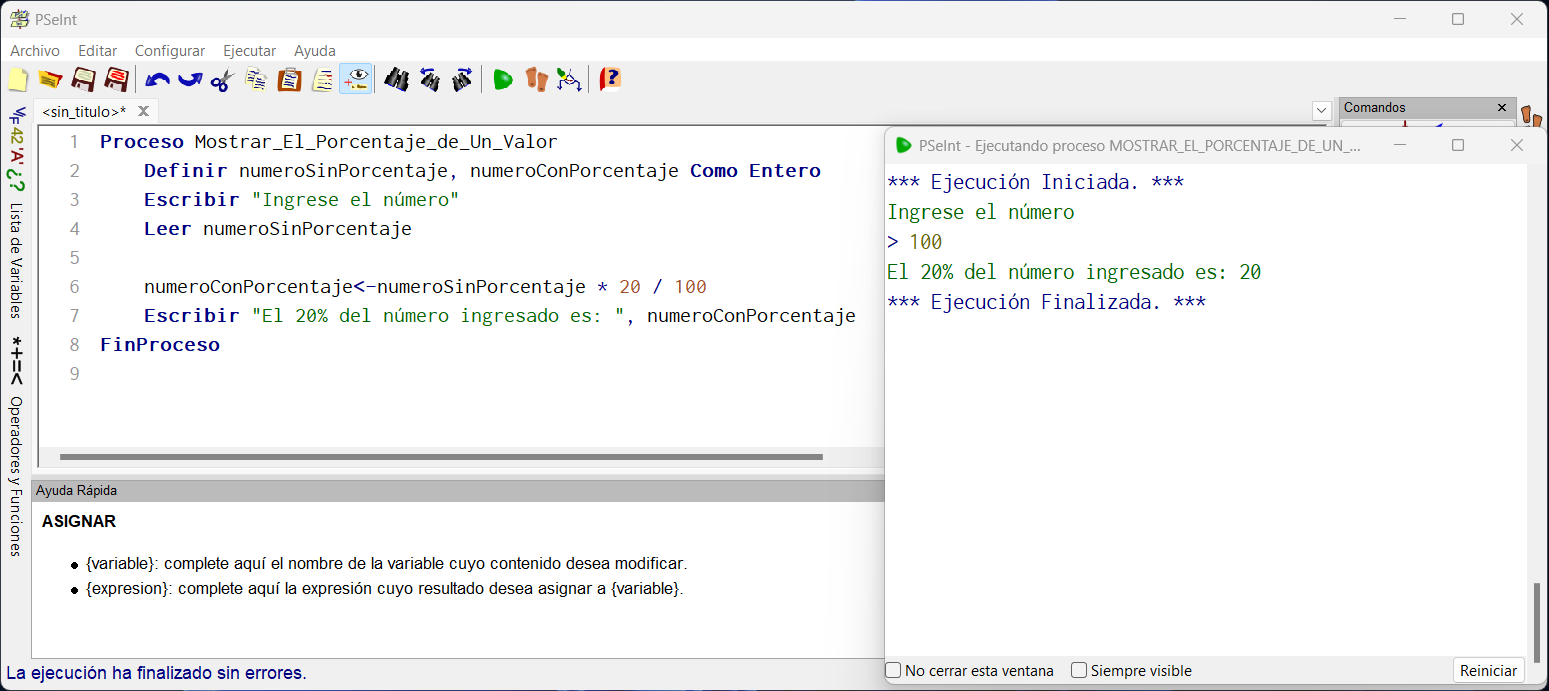 PSeInt
Archivo Editar Configurar Ejecutar Ayuda
<sin_titulo>* X
Comandos
Lista de Variables
*+=<
Operadores y Funciones
1 Proceso Mostrar_El_Porcentaje_de_Un_Valor
2 Definir numeroSinPorcentaje, numeroConPorcentaje Como Entero
3 Escribir "Ingrese el número"
4 Leer numeroSinPorcentaje
5
6 numeroConPorcentaje<-numeroSinPorcentaje * 20 / 100
7 Escribir "El 20% del número ingresado es: ", numeroConPorcentaje
8 FinProceso
9
Ayuda Rápida
ASIGNAR
{variable}: complete aquí el nombre de la variable cuyo contenido desea modificar.
{expresion}: complete aquí la expresión cuyo resultado desea asignar a {variable}.
La ejecución ha finalizado sin errores.
PSeInt - Ejecutando proceso MOSTRAR_EL_PORCENTAJE_DE_UN_...
*** Ejecución Iniciada. ***
Ingrese el número
> 100
El 20% del número ingresado es: 20
*** Ejecución Finalizada. ***
No cerrar esta ventana Siempre visible Reiniciar